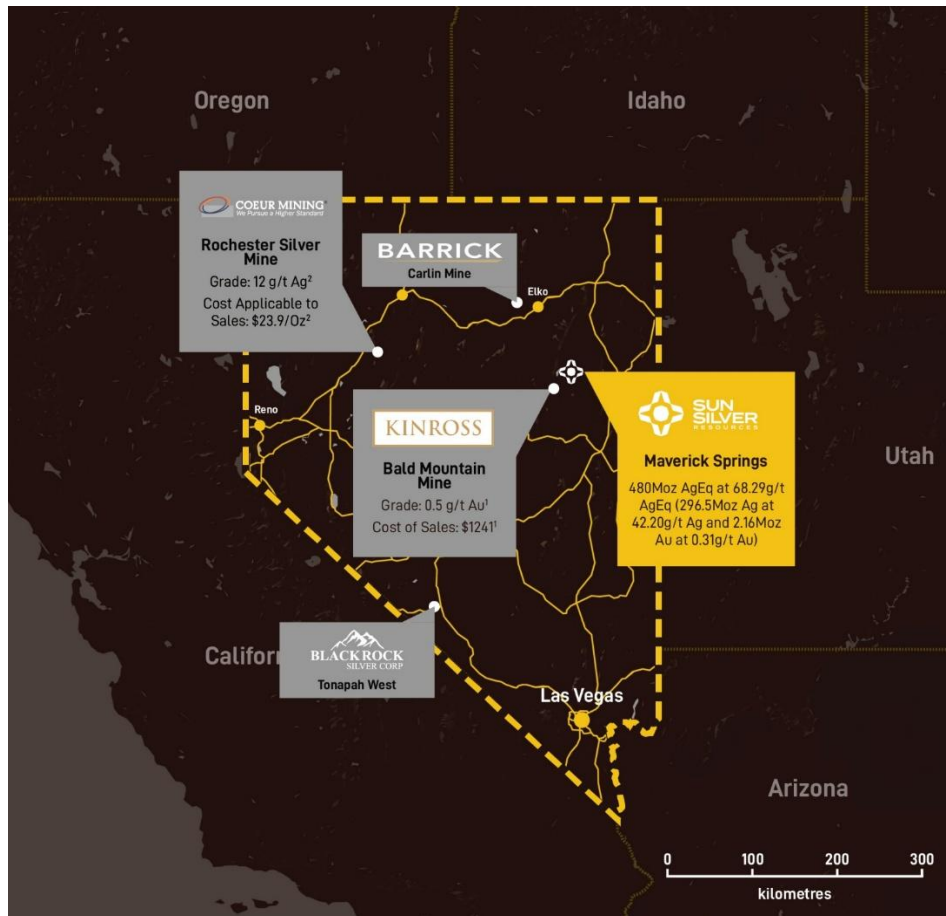 Oregon
Idaho
COEUR MINING®
We Pursue a Higher Standard
Rochester Silver
Mine
Grade: 12 g/t Ag²
Cost Applicable to
Sales: $23.9/Oz²
BARRICK
Carlin Mine
Elko
Reno
KINROSS
Bald Mountain
Mine
Grade: 0.5 g/t Au¹
Cost of Sales: $1241¹
SUN
SILVER
RESOURCES
Maverick Springs
480Moz AgEq at 68.29g/t
AgEq (296.5Moz Ag at
42.20g/t Ag and 2.16Moz
Au at 0.31g/t Au)
Utah
Californ
BLACKROCK
SILVER CORP
Tonapah West
Las Vegas
Arizona
0 100 200 300
kilometres